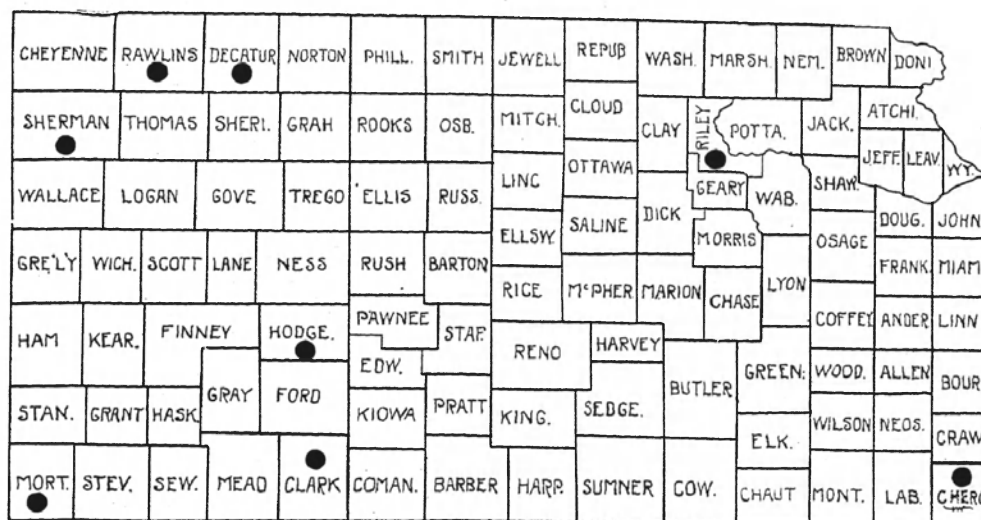 CHEYENNE RAWLINS DECATUR NORTON PHILL. SMITH JEWELL REPUB WASH. MARSH. NEM. BROWN DONI
SHERMAN THOMAS SHERI. GRAH ROOKS OSB. MITCH. CLOUD CLAY RILEY POTTA. JACK. ATCHI.
JEFF. LEAV. WY.
WALLACE LOGAN GOVE TREGO ELLIS RUSS. LINC OTTAWA GEARY WAB. SHAW.
DOUG. JOHN
GRE'LY WICH. SCOTT LANE NESS RUSH BARTON ELLSW. SALINE DICK MORRIS OSAGE FRANK. MIAM
HAM KEAR. FINNEY HODGE. PAWNEE STAF. RICE McPHER MARION CHASE LYON COFFEY ANDER LINN
GRAY FORD EDW. RENO HARVEY BUTLER GREEN. WOOD. ALLEN BOUR
STAN. GRANT HASK. KIOWA PRATT KING. SEDGE. ELK. WILSON NEOS. CRAW
MORT. STEV. SEW. MEAD CLARK COMAN. BARBER HARP. SUMNER COW. CHAUT MONT. LAB. CHERO